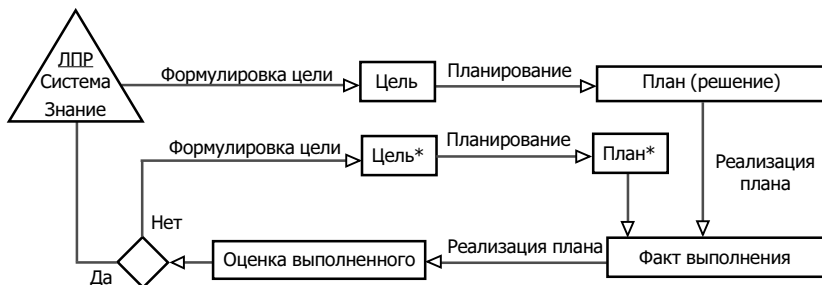 ЛПР
Система
Знание
Формулировка цели
Цель
Планирование
План (решение)
Формулировка цели
Цель*
Планирование
План*
Реализация
плана
Нет
Да
Оценка выполненного
Реализация плана
Факт выполнения